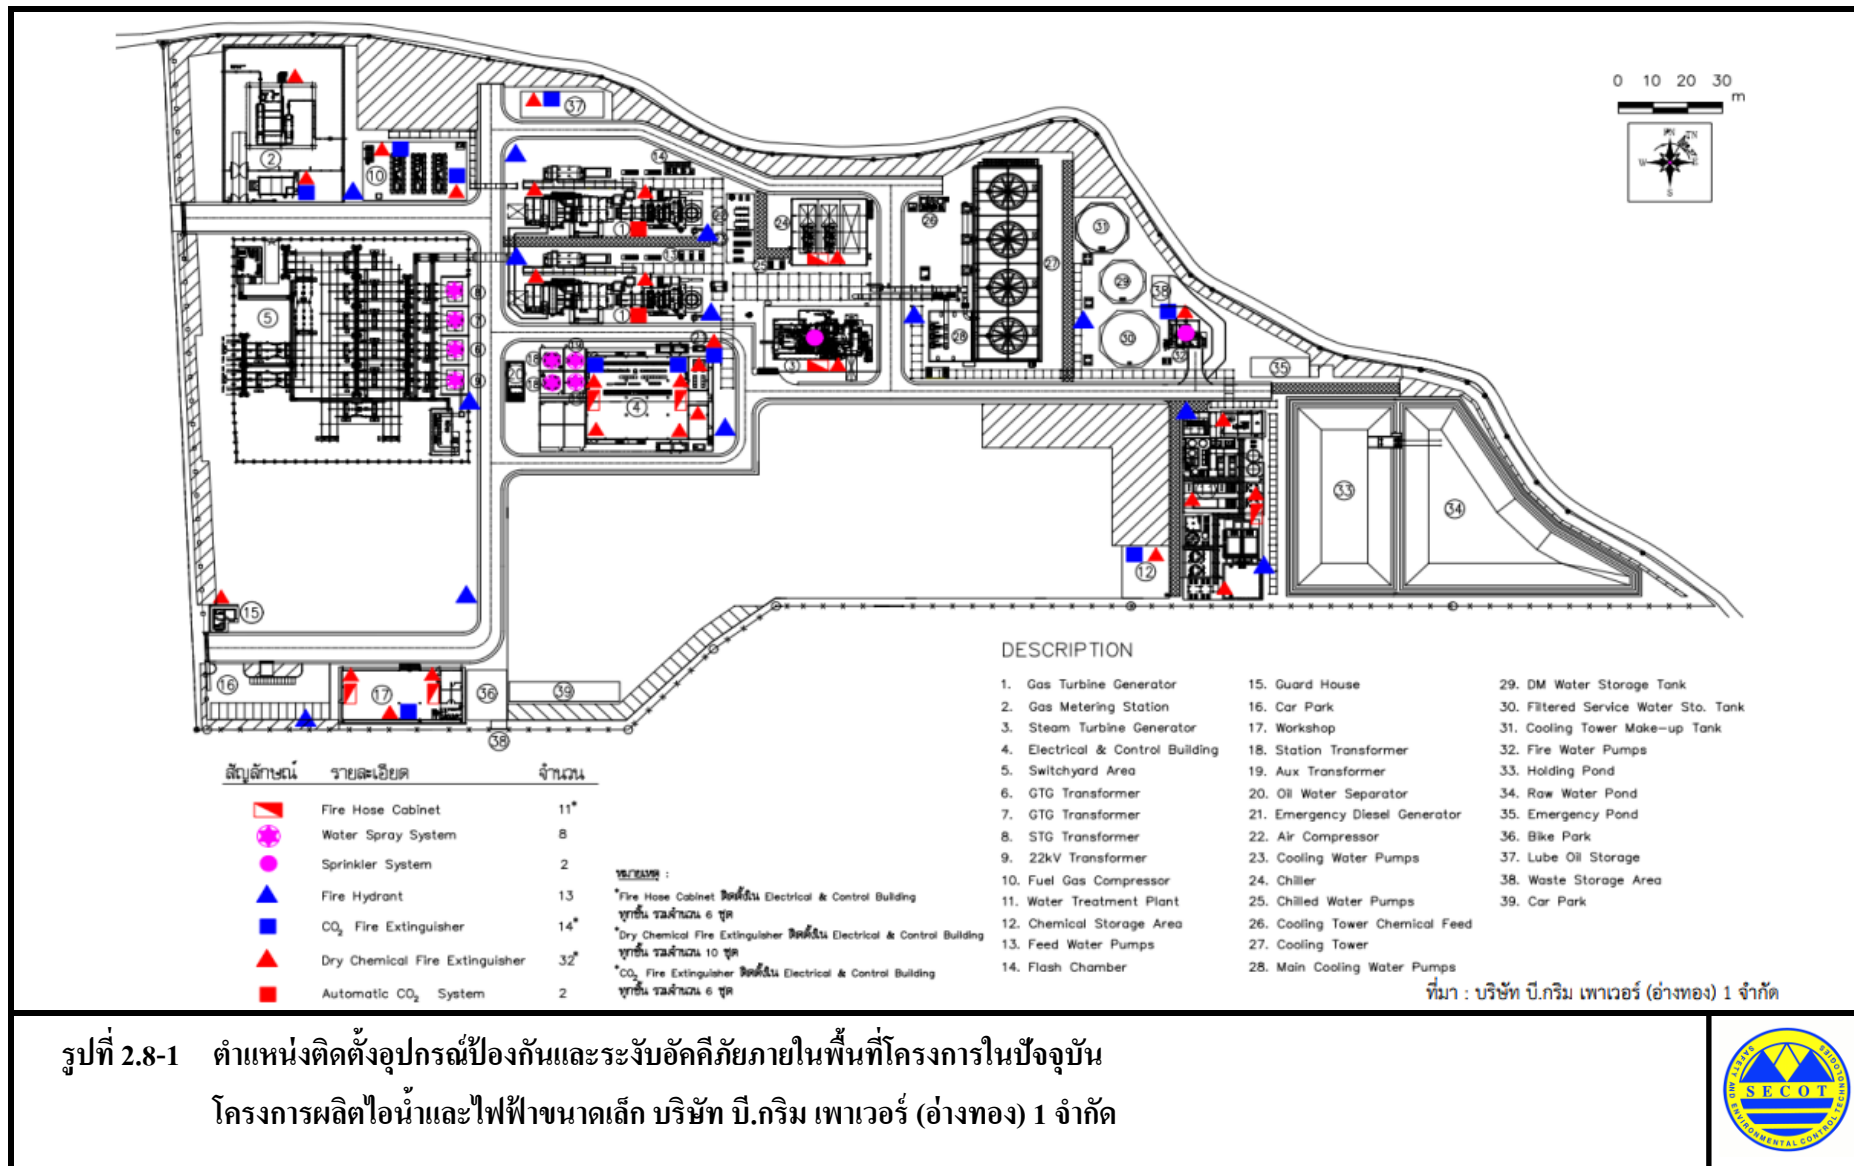 0 10 20 30
m
PN TN
W E
S
DESCRIPTION
1. Gas Turbine Generator
2. Gas Metering Station
3. Steam Turbine Generator
4. Electrical & Control Building
5. Switchyard Area
6. GTG Transformer
7. GTG Transformer
8. STG Transformer
9. 22kV Transformer
10. Fuel Gas Compressor
11. Water Treatment Plant
12. Chemical Storage Area
13. Feed Water Pumps
14. Flash Chamber
15. Guard House
16. Car Park
17. Workshop
18. Station Transformer
19. Aux Transformer
20. Oil Water Separator
21. Emergency Diesel Generator
22. Air Compressor
23. Cooling Water Pumps
24. Chiller
25. Chilled Water Pumps
26. Cooling Tower Chemical Feed
27. Cooling Tower
28. Main Cooling Water Pumps
29. DM Water Storage Tank
30. Filtered Service Water Sto. Tank
31. Cooling Tower Make-up Tank
32. Fire Water Pumps
33. Holding Pond
34. Raw Water Pond
35. Emergency Pond
36. Bike Park
37. Lube Oil Storage
38. Waste Storage Area
39. Car Park
สัญลักษณ์ รายละเอียด จำนวน
Fire Hose Cabinet 11*
Water Spray System 8
Sprinkler System 2
Fire Hydrant 13
CO2 Fire Extinguisher 14*
Dry Chemical Fire Extinguisher 32*
Automatic CO2 System 2
หมายเหตุ :
*Fire Hose Cabinet ติดตั้งใน Electrical & Control Building
ทุกชั้น รวมจำนวน 6 ชุด
*Dry Chemical Fire Extinguisher ติดตั้งใน Electrical & Control Building
ทุกชั้น รวมจำนวน 10 ชุด
*CO2 Fire Extinguisher ติดตั้งใน Electrical & Control Building
ทุกชั้น รวมจำนวน 6 ชุด
ที่มา : บริษัท บี.กริม เพาเวอร์ (อ่างทอง) 1 จำกัด
รูปที่ 2.8-1 ตำแหน่งติดตั้งอุปกรณ์ป้องกันและระงับอัคคีภัยภายในพื้นที่โครงการในปัจจุบัน
โครงการผลิตไอน้ำและไฟฟ้าขนาดเล็ก บริษัท บี.กริม เพาเวอร์ (อ่างทอง) 1 จำกัด
SECOT
SAFETY AND ENVIRONMENTAL CONTROL TECHNOLOGIES